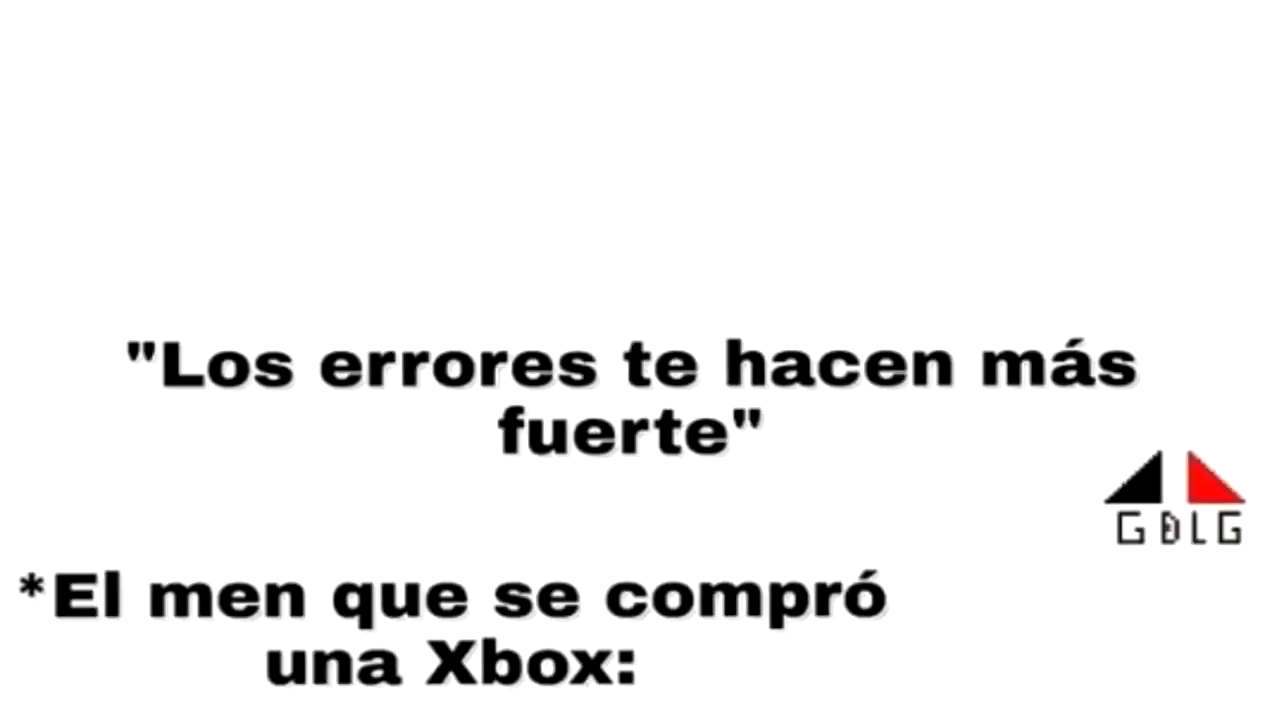 "Los errores te hacen más
fuerte"
GDLG
*El men que se compró
una Xbox: